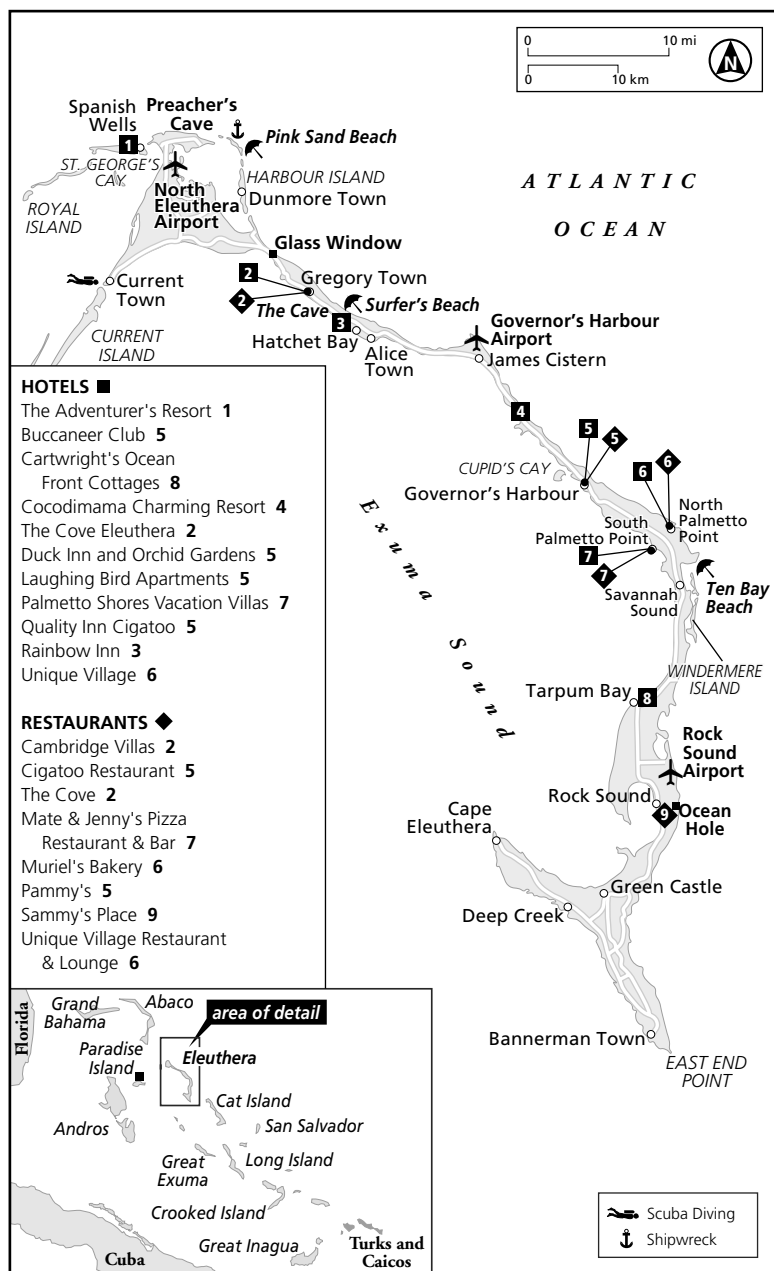 0 10 mi
0 10 km
N
Preacher's
Cave
Spanish
Wells
1
ST. GEORGE'S
CAY
Pink Sand Beach
HARBOUR ISLAND
Dunmore Town
North
Eleuthera
Airport
ROYAL
ISLAND
ATLANTIC
OCEAN
Glass Window
Current
Town
2
Gregory Town
2
The Cave
Surfer's Beach
3
Hatchet Bay
Alice
Town
CURRENT
ISLAND
Governor's Harbour
Airport
James Cistern
4
5
5
CUPID'S CAY
Governor's Harbour
6
6
North
Palmetto
Point
South
Palmetto Point
7
7
Savannah
Sound
Ten Bay
Beach
WINDERMERE
ISLAND
Exuma Sound
Tarpum Bay
8
Rock
Sound
Airport
Rock Sound
9
Ocean
Hole
Cape
Eleuthera
Green Castle
Deep Creek
Bannerman Town
EAST END
POINT
HOTELS
The Adventurer's Resort 1
Buccaneer Club 5
Cartwright's Ocean
Front Cottages 8
Cocodimama Charming Resort 4
The Cove Eleuthera 2
Duck Inn and Orchid Gardens 5
Laughing Bird Apartments 5
Palmetto Shores Vacation Villas 7
Quality Inn Cigatoo 5
Rainbow Inn 3
Unique Village 6
RESTAURANTS
Cambridge Villas 2
Cigatoo Restaurant 5
The Cove 2
Mate & Jenny's Pizza
Restaurant & Bar 7
Muriel's Bakery 6
Pammy's 5
Sammy's Place 9
Unique Village Restaurant
& Lounge 6
Florida
Grand
Bahama
Abaco
area of detail
Paradise
Island
Eleuthera
Cat Island
Andros
San Salvador
Great
Exuma
Long Island
Crooked Island
Great Inagua
Turks and
Caicos
Cuba
Scuba Diving
Shipwreck